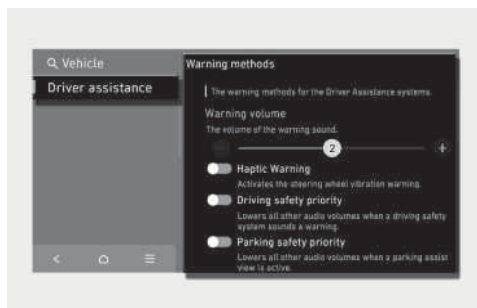 Vehicle
Driver assistance
Warning methods
The warning methods for the Driver Assistance systems.
Warning volume
The volume of the warning sound.
2
Haptic Warning
Activates the steering wheel vibration warning.
Driving safety priority
Lowers all other audio volumes when a driving safety
system sounds a warning.
Parking safety priority
Lowers all other audio volumes when a parking assist
view is active.